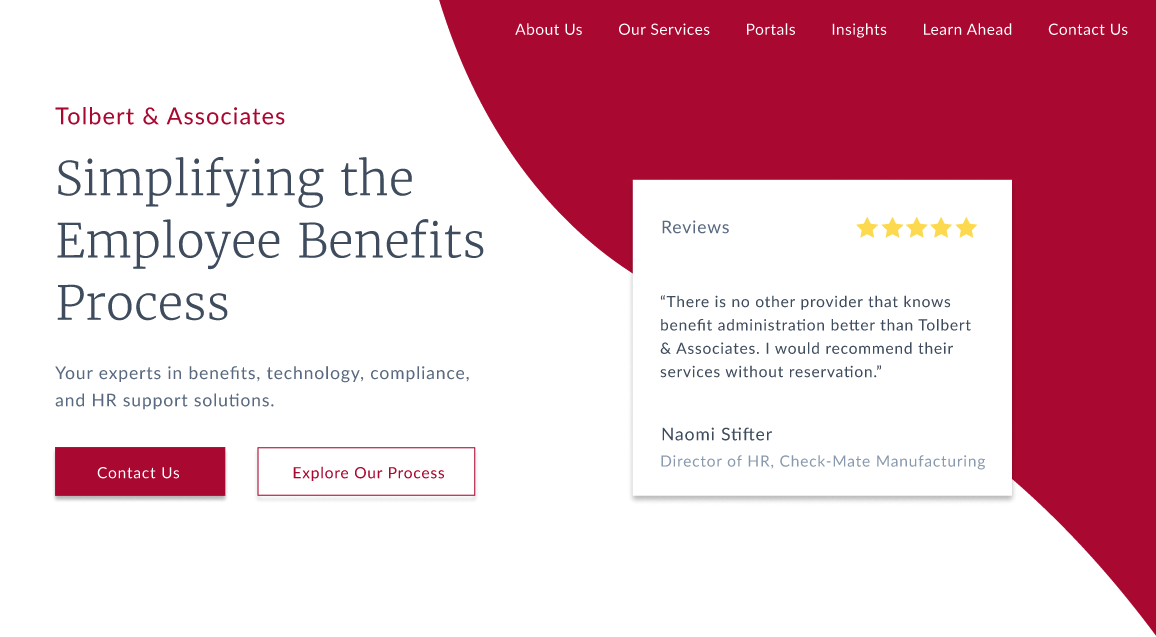 About Us Our Services Portals Insights Learn Ahead Contact Us
Tolbert & Associates
Simplifying the
Employee Benefits
Process
Your experts in benefits, technology, compliance,
and HR support solutions.
Contact Us Explore Our Process
Reviews
“There is no other provider that knows
benefit administration better than Tolbert
& Associates. I would recommend their
services without reservation.”
Naomi Stifter
Director of HR, Check-Mate Manufacturing